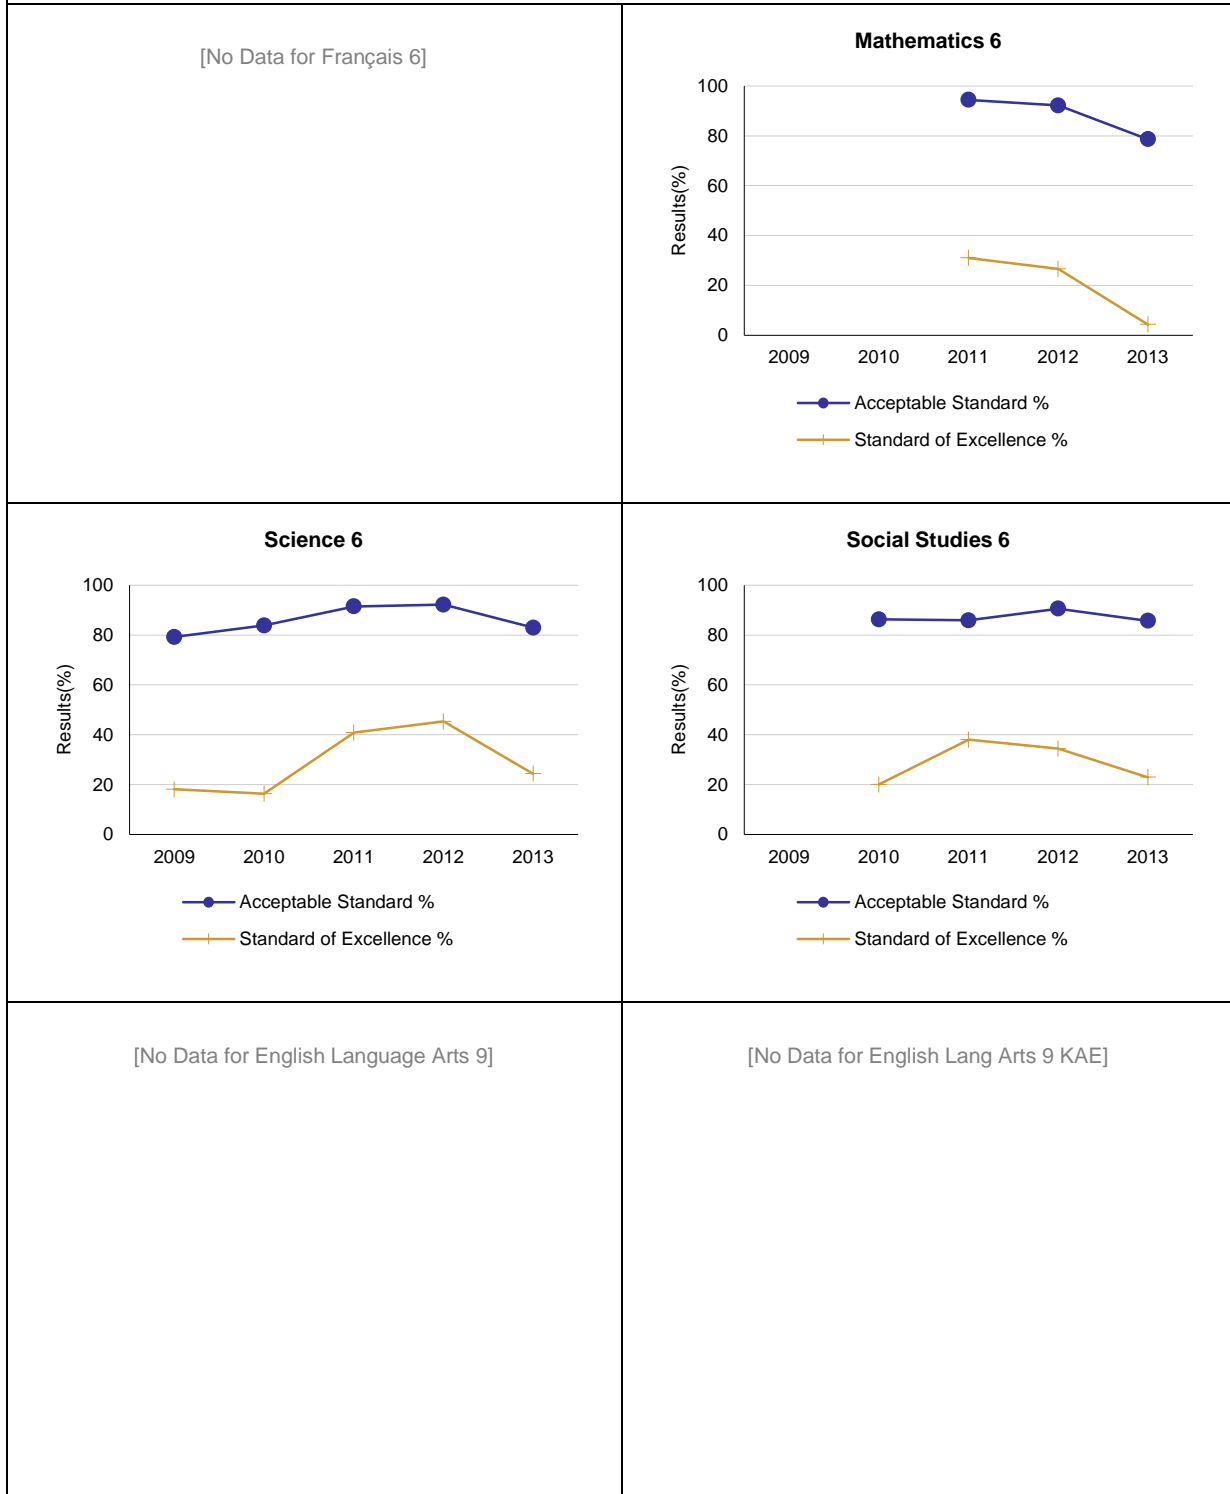 [No Data for Français 6]
Mathematics 6
100
80
60
40
20
0
Results(%)
2009 2010 2011 2012 2013
Acceptable Standard %
Standard of Excellence %
Science 6
100
80
60
40
20
0
Results(%)
2009 2010 2011 2012 2013
Acceptable Standard %
Standard of Excellence %
Social Studies 6
100
80
60
40
20
0
Results(%)
2009 2010 2011 2012 2013
Acceptable Standard %
Standard of Excellence %
[No Data for English Language Arts 9]
[No Data for English Lang Arts 9 KAE]